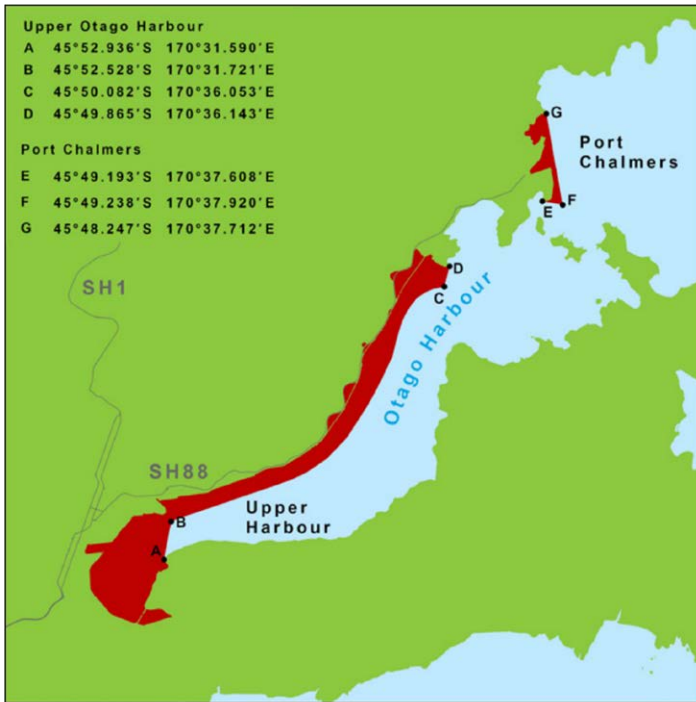 Upper Otago Harbour
A 45°52.936'S 170°31.590'E
B 45°52.528'S 170°31.721'E
C 45°50.082'S 170°36.053'E
D 45°49.865'S 170°36.143'E
Port Chalmers
E 45°49.193'S 170°37.608'E
F 45°49.238'S 170°37.920'E
G 45°48.247'S 170°37.712'E
G
Port
Chalmers
E
F
D
C
SH1
Otago Harbour
SH88
Upper
Harbour
B
A